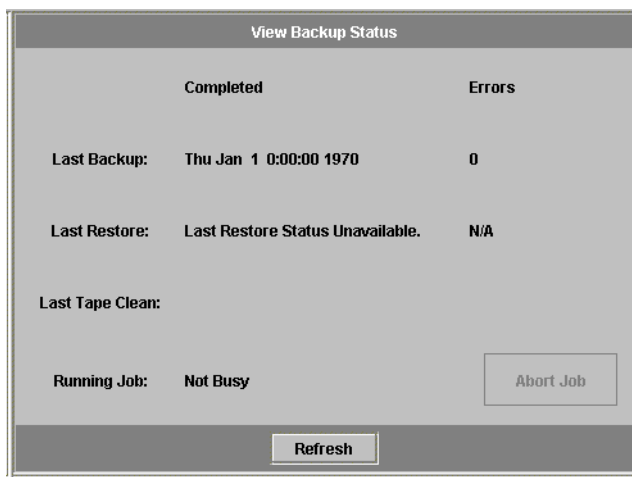 View Backup Status
Completed Errors
Last Backup: Thu Jan 1 0:00:00 1970 0
Last Restore: Last Restore Status Unavailable. N/A
Last Tape Clean:
Running Job: Not Busy Abort Job
Refresh